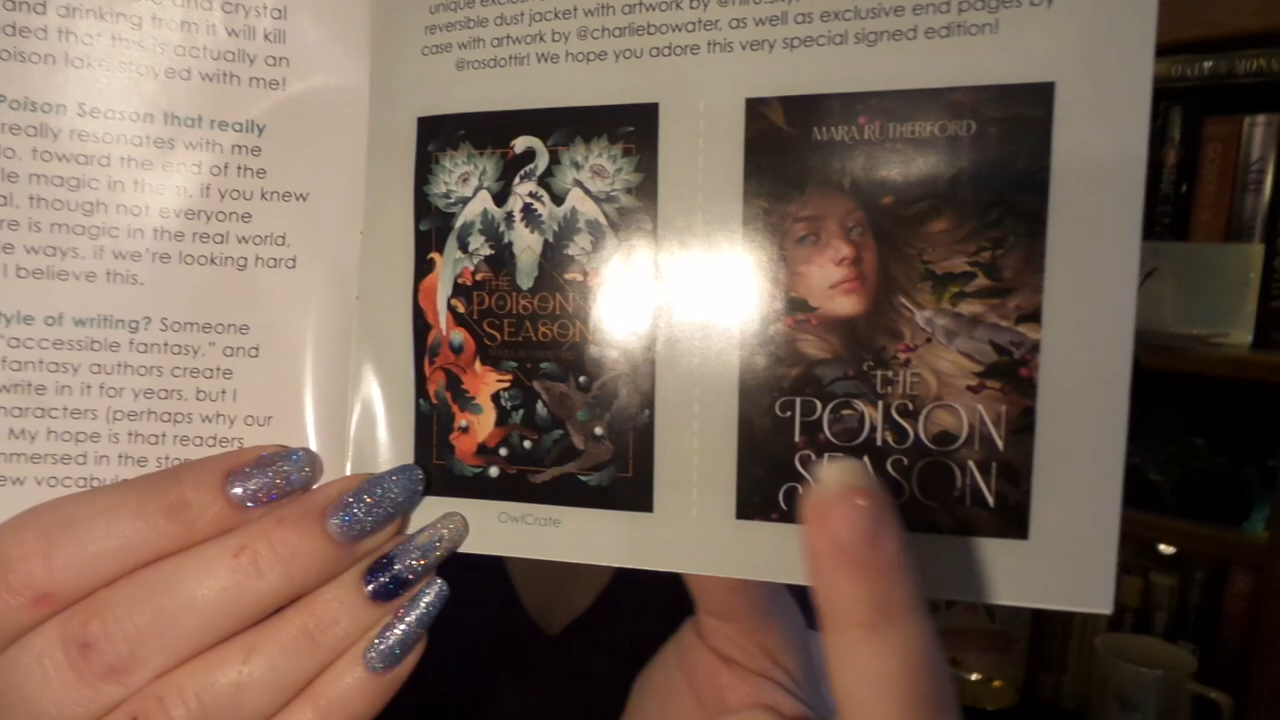 and crystal
and drinking from it will kill
ded that this is actually an
oison lake stayed with me!
Poison Season that really
really resonates with me
lo, toward the end of the
le magic in them, if you knew
al, though not everyone
re is magic in the real world,
e ways, if we're looking hard
I believe this.
tyle of writing? Someone
"accessible fantasy," and
fantasy authors create
write in it for years, but I
haracters (perhaps why our
My hope is that readers
mmersed in the stor
ew vocabul
unique
reversible dust jacket with artwork by
case with artwork by @charliebowater, as well as exclusive end pages by
@rosdottir! We hope you adore this very special signed edition!
THE
POISON
SEASON
OwlCrate
MARA RUTHERFORD
THE
POISON
SEASON